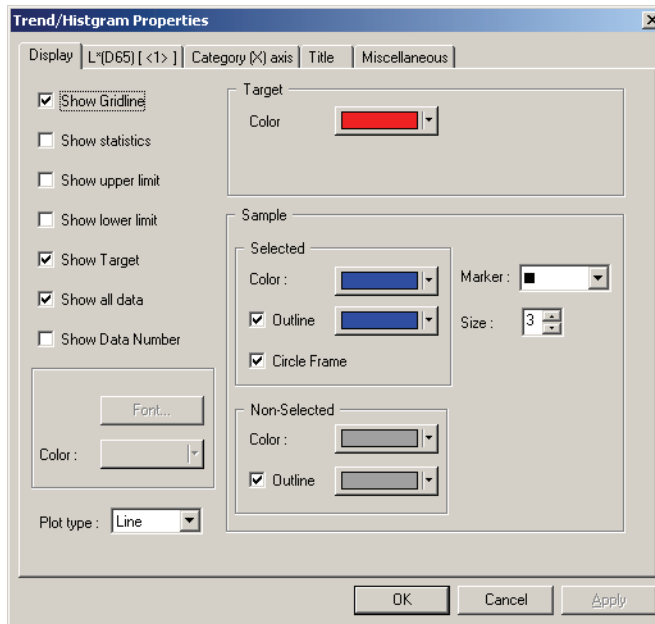 Trend/Histgram Properties
Display
L*(D65) [ <1> ]
Category (X) axis
Title
Miscellaneous
Show Gridline
Show statistics
Show upper limit
Show lower limit
Show Target
Show all data
Show Data Number
Font...
Color :
Plot type :
Line
Target
Color
Sample
Selected
Color :
Outline
Circle Frame
Marker :
Size :
3
Non-Selected
Color :
Outline
OK
Cancel
Apply